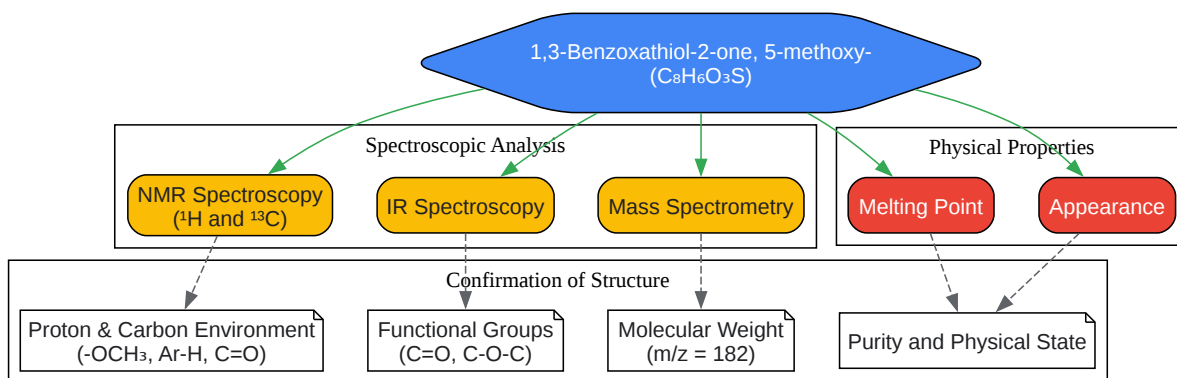 1,3-Benzoxathiol-2-one, 5-methoxy-
(C₈H₆O₃S)
Spectroscopic Analysis
Physical Properties
NMR Spectroscopy
(¹H and ¹³C)
IR Spectroscopy
Mass Spectrometry
Melting Point
Appearance
Confirmation of Structure
Proton & Carbon Environment
(-OCH₃, Ar-H, C=O)
Functional Groups
(C=O, C-O-C)
Molecular Weight
(m/z = 182)
Purity and Physical State